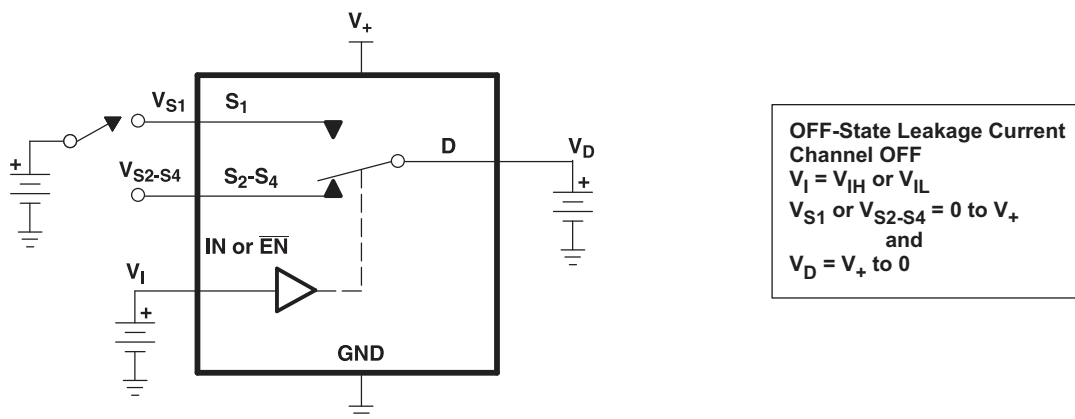 V+
VS1 S1
+
VS2-S4 S2-S4
D VD
+
IN or EN
VI
+
GND
OFF-State Leakage Current
Channel OFF
VI = VIH or VIL
VS1 or VS2-S4 = 0 to V+
and
VD = V+ to 0